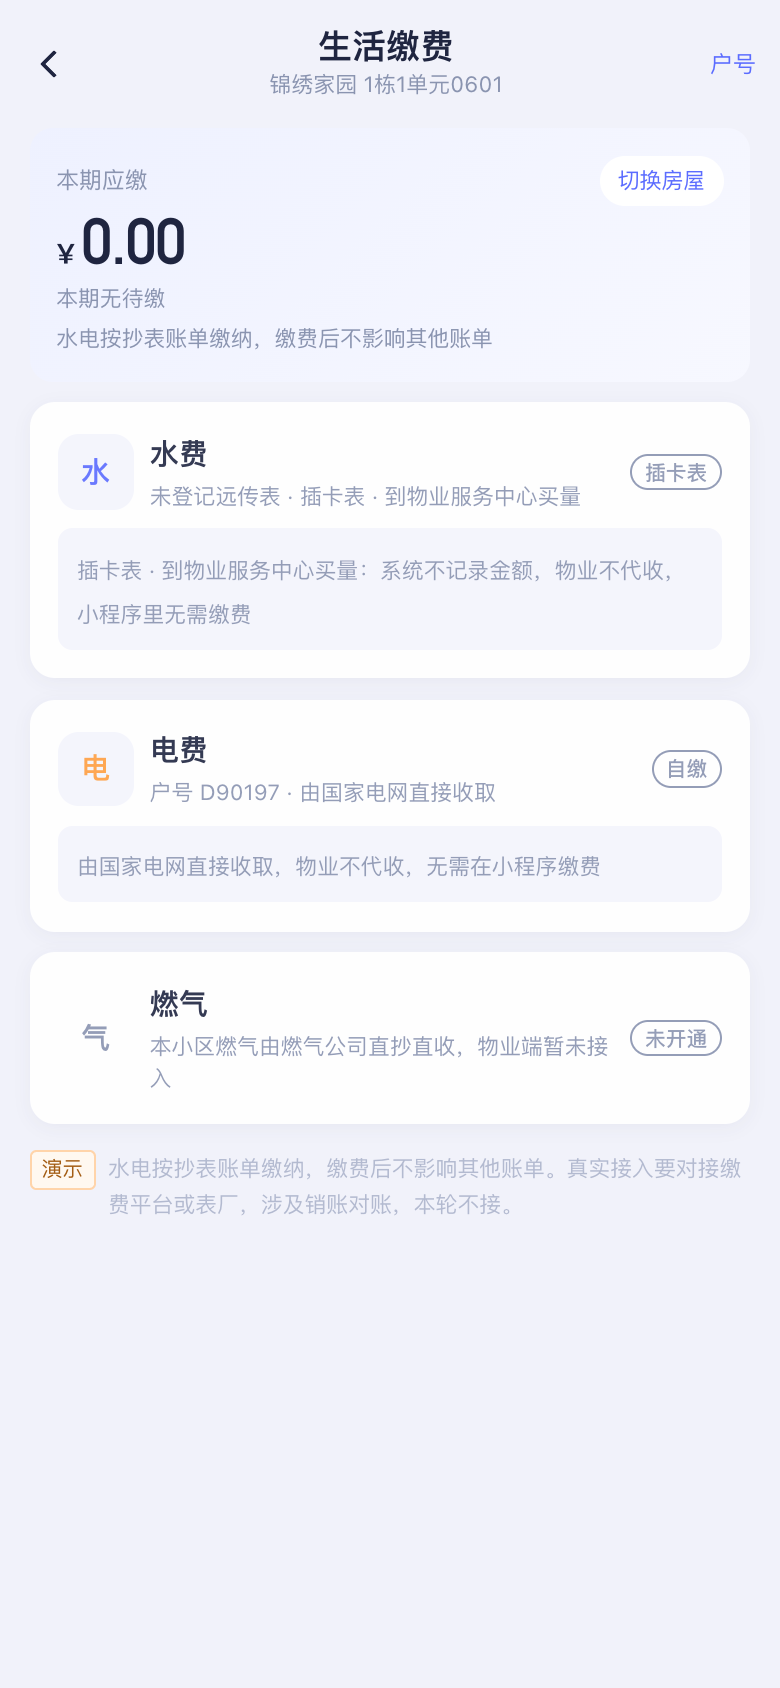 生活缴费
锦绣家园 1栋1单元0601
户号
本期应缴
切换房屋
¥0.00
本期无待缴
水电按抄表账单缴纳，缴费后不影响其他账单
水
水费
未登记远传表 · 插卡表 · 到物业服务中心买量
插卡表
插卡表 · 到物业服务中心买量：系统不记录金额，物业不代收，
小程序里无需缴费
电
电费
户号 D90197 · 由国家电网直接收取
自缴
由国家电网直接收取，物业不代收，无需在小程序缴费
气
燃气
本小区燃气由燃气公司直抄直收，物业端暂未接
入
未开通
演示
水电按抄表账单缴纳，缴费后不影响其他账单。真实接入要对接缴
费平台或表厂，涉及销账对账，本轮不接。